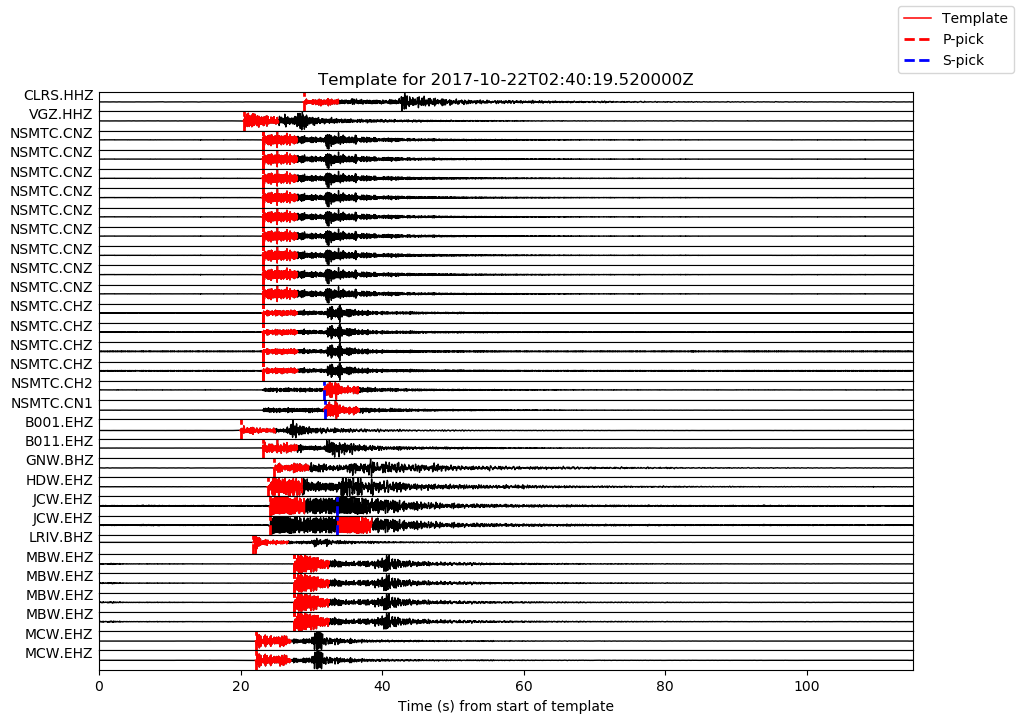 Template
P-pick
S-pick
Template for 2017-10-22T02:40:19.520000Z
CLRS.HHZ
VGZ.HHZ
NSMTC.CNZ
NSMTC.CNZ
NSMTC.CNZ
NSMTC.CNZ
NSMTC.CNZ
NSMTC.CNZ
NSMTC.CNZ
NSMTC.CNZ
NSMTC.CNZ
NSMTC.CHZ
NSMTC.CHZ
NSMTC.CHZ
NSMTC.CHZ
NSMTC.CH2
NSMTC.CN1
B001.EHZ
B011.EHZ
GNW.BHZ
HDW.EHZ
JCW.EHZ
JCW.EHZ
LRIV.BHZ
MBW.EHZ
MBW.EHZ
MBW.EHZ
MBW.EHZ
MCW.EHZ
MCW.EHZ
0 20 40 60 80 100
Time (s) from start of template